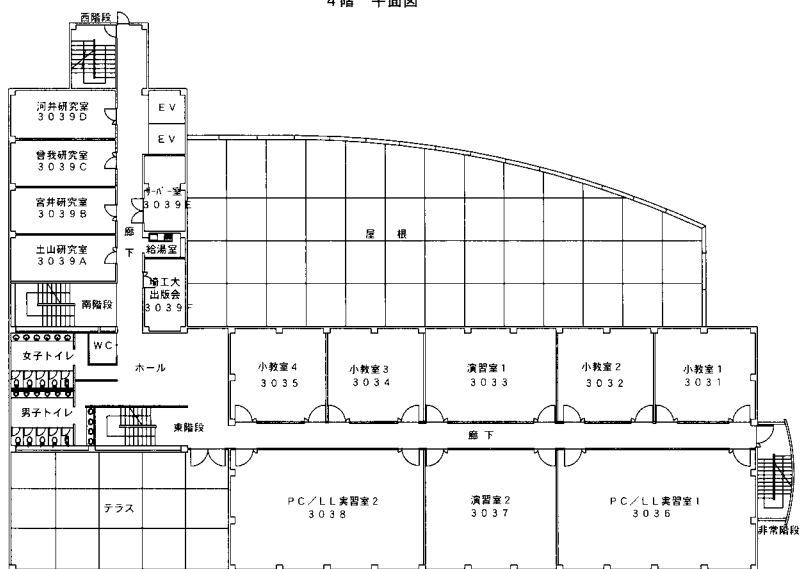 4階 平面図
西階段
河井研究室
3039D
EV
EV
曽我研究室
3039C
宮井研究室
3039B
サーバー室
3039E
廊下
屋 根
土山研究室
3039A
給湯室
埼工大
出版会
3039F
南階段
女子トイレ
WC
ホール
小教室4
3035
小教室3
3034
演習室1
3033
小教室2
3032
小教室1
3031
男子トイレ
東階段
廊下
テラス
PC/LL実習室2
3038
演習室2
3037
PC/LL実習室1
3036
非常階段